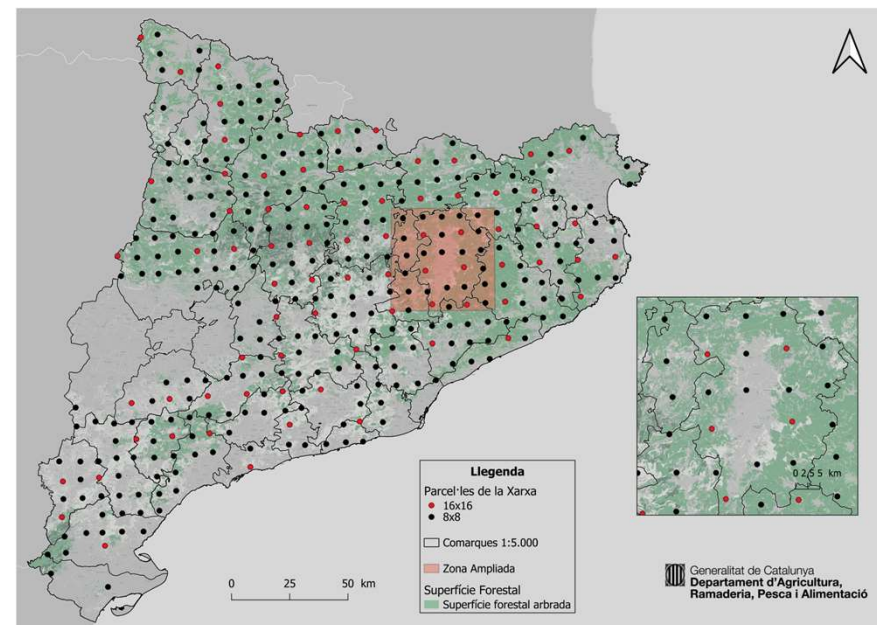 0 2,5 5 km
Llegenda
Parcel·les de la Xarxa
16x16
8x8
Comarques 1:5.000
Zona Ampliada
Superfície Forestal
Superfície forestal arbrada
0 25 50 km
Generalitat de Catalunya
Departament d'Agricultura,
Ramaderia, Pesca i Alimentació